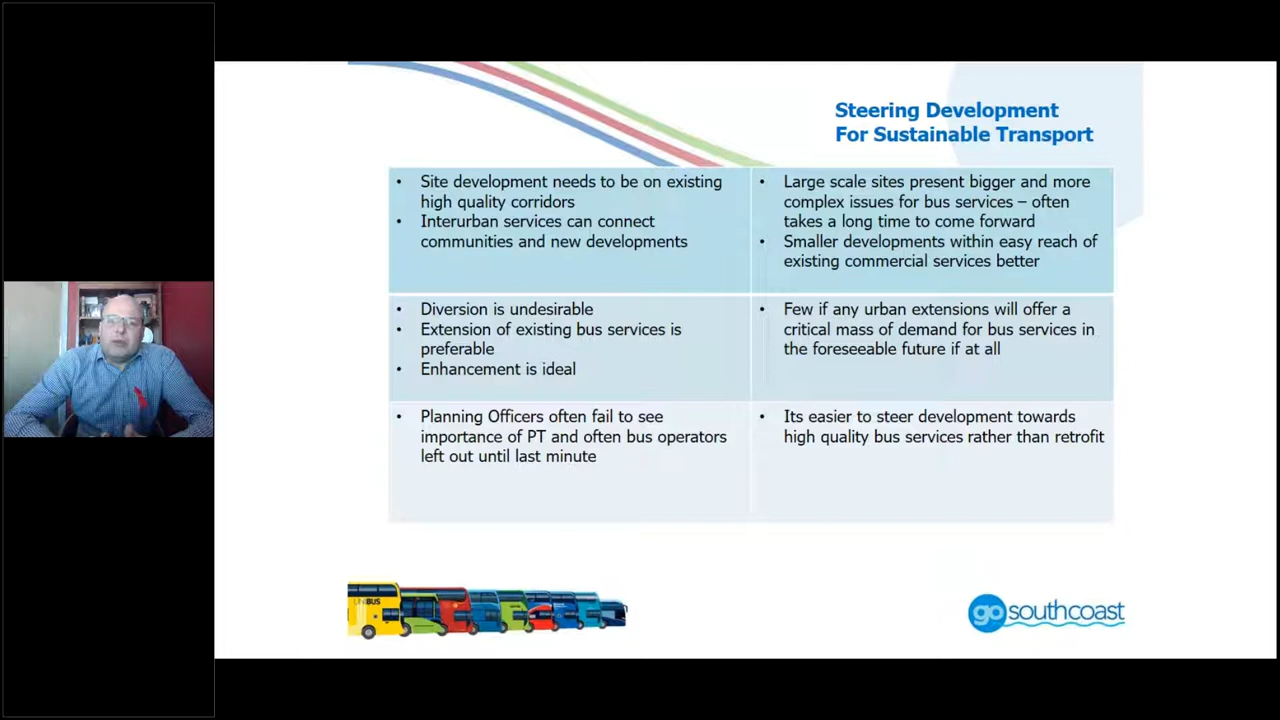 Steering Development
For Sustainable Transport
• Site development needs to be on existing
high quality corridors
• Interurban services can connect
communities and new developments
• Large scale sites present bigger and more
complex issues for bus services – often
takes a long time to come forward
• Smaller developments within easy reach of
existing commercial services better
• Diversion is undesirable
• Extension of existing bus services is
preferable
• Enhancement is ideal
• Few if any urban extensions will offer a
critical mass of demand for bus services in
the foreseeable future if at all
• Planning Officers often fail to see
importance of PT and often bus operators
left out until last minute
• Its easier to steer development towards
high quality bus services rather than retrofit
UNIBUS
go southcoast